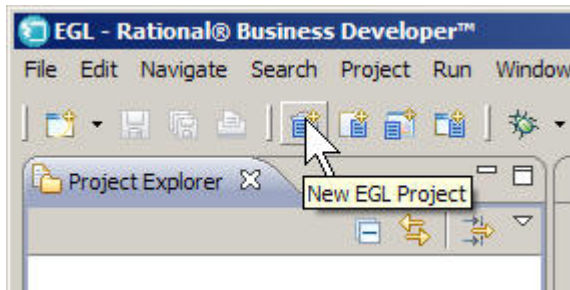 EGL - Rational® Business Developer™
File Edit Navigate Search Project Run Window
Project Explorer
New EGL Project